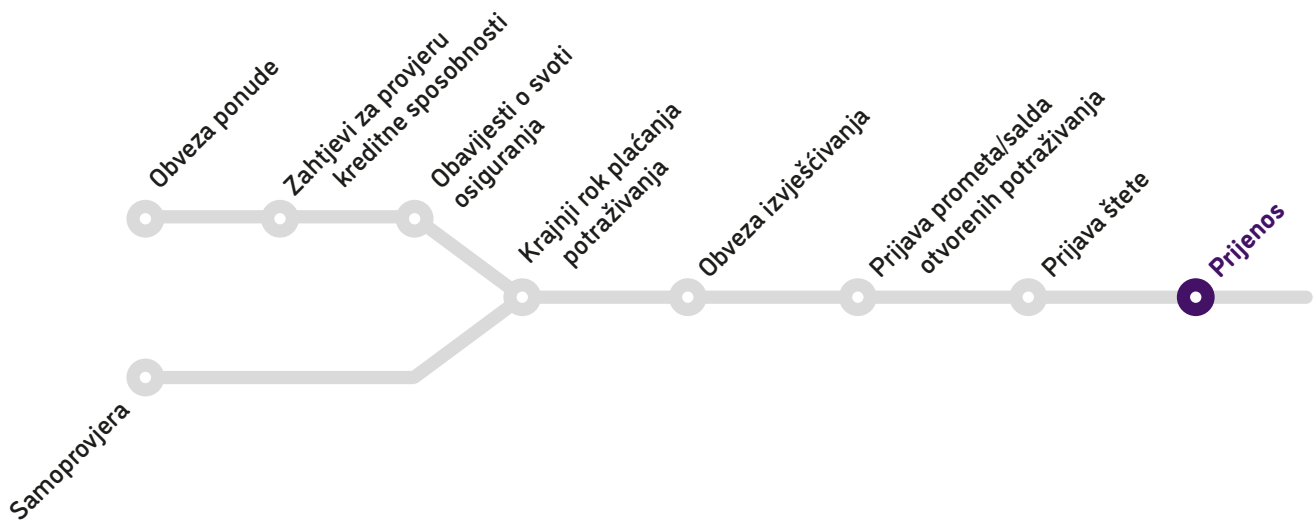 Obveza ponude
Zahtjevi za provjeru
kreditne sposobnosti
Obavijesti o svoti
osiguranja
Krajnji rok plaćanja
potraživanja
Obveza izvješćivanja
Prijava prometa/salda
otvorenih potraživanja
Prijava štete
Prijenos
Samoprovjera